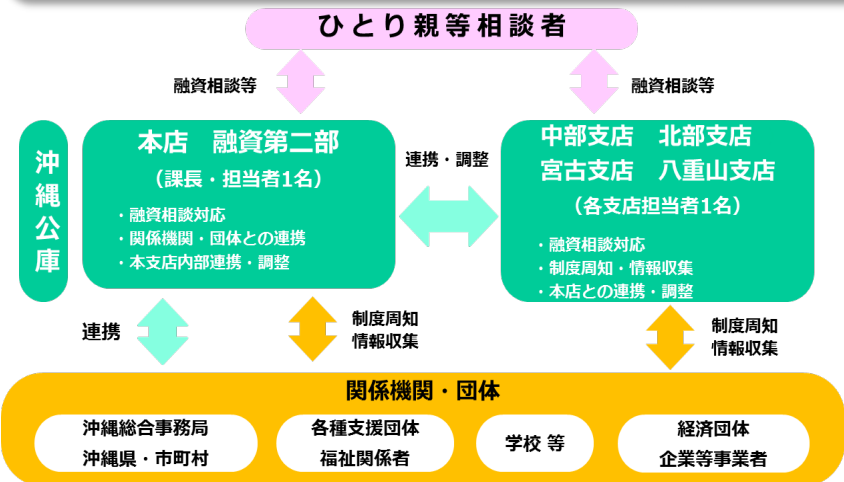 ひとり親等相談者
融資相談等
融資相談等
沖縄公庫
本店　融資第二部
（課長・担当者1名）
・融資相談対応
・関係機関・団体との連携
・本支店内部連携・調整
連携・調整
中部支店　北部支店
宮古支店　八重山支店
（各支店担当者1名）
・融資相談対応
・制度周知・情報収集
・本店との連携・調整
連携
制度周知
情報収集
制度周知
情報収集
関係機関・団体
沖縄総合事務局
沖縄県・市町村
各種支援団体
福祉関係者
学校 等
経済団体
企業等事業者